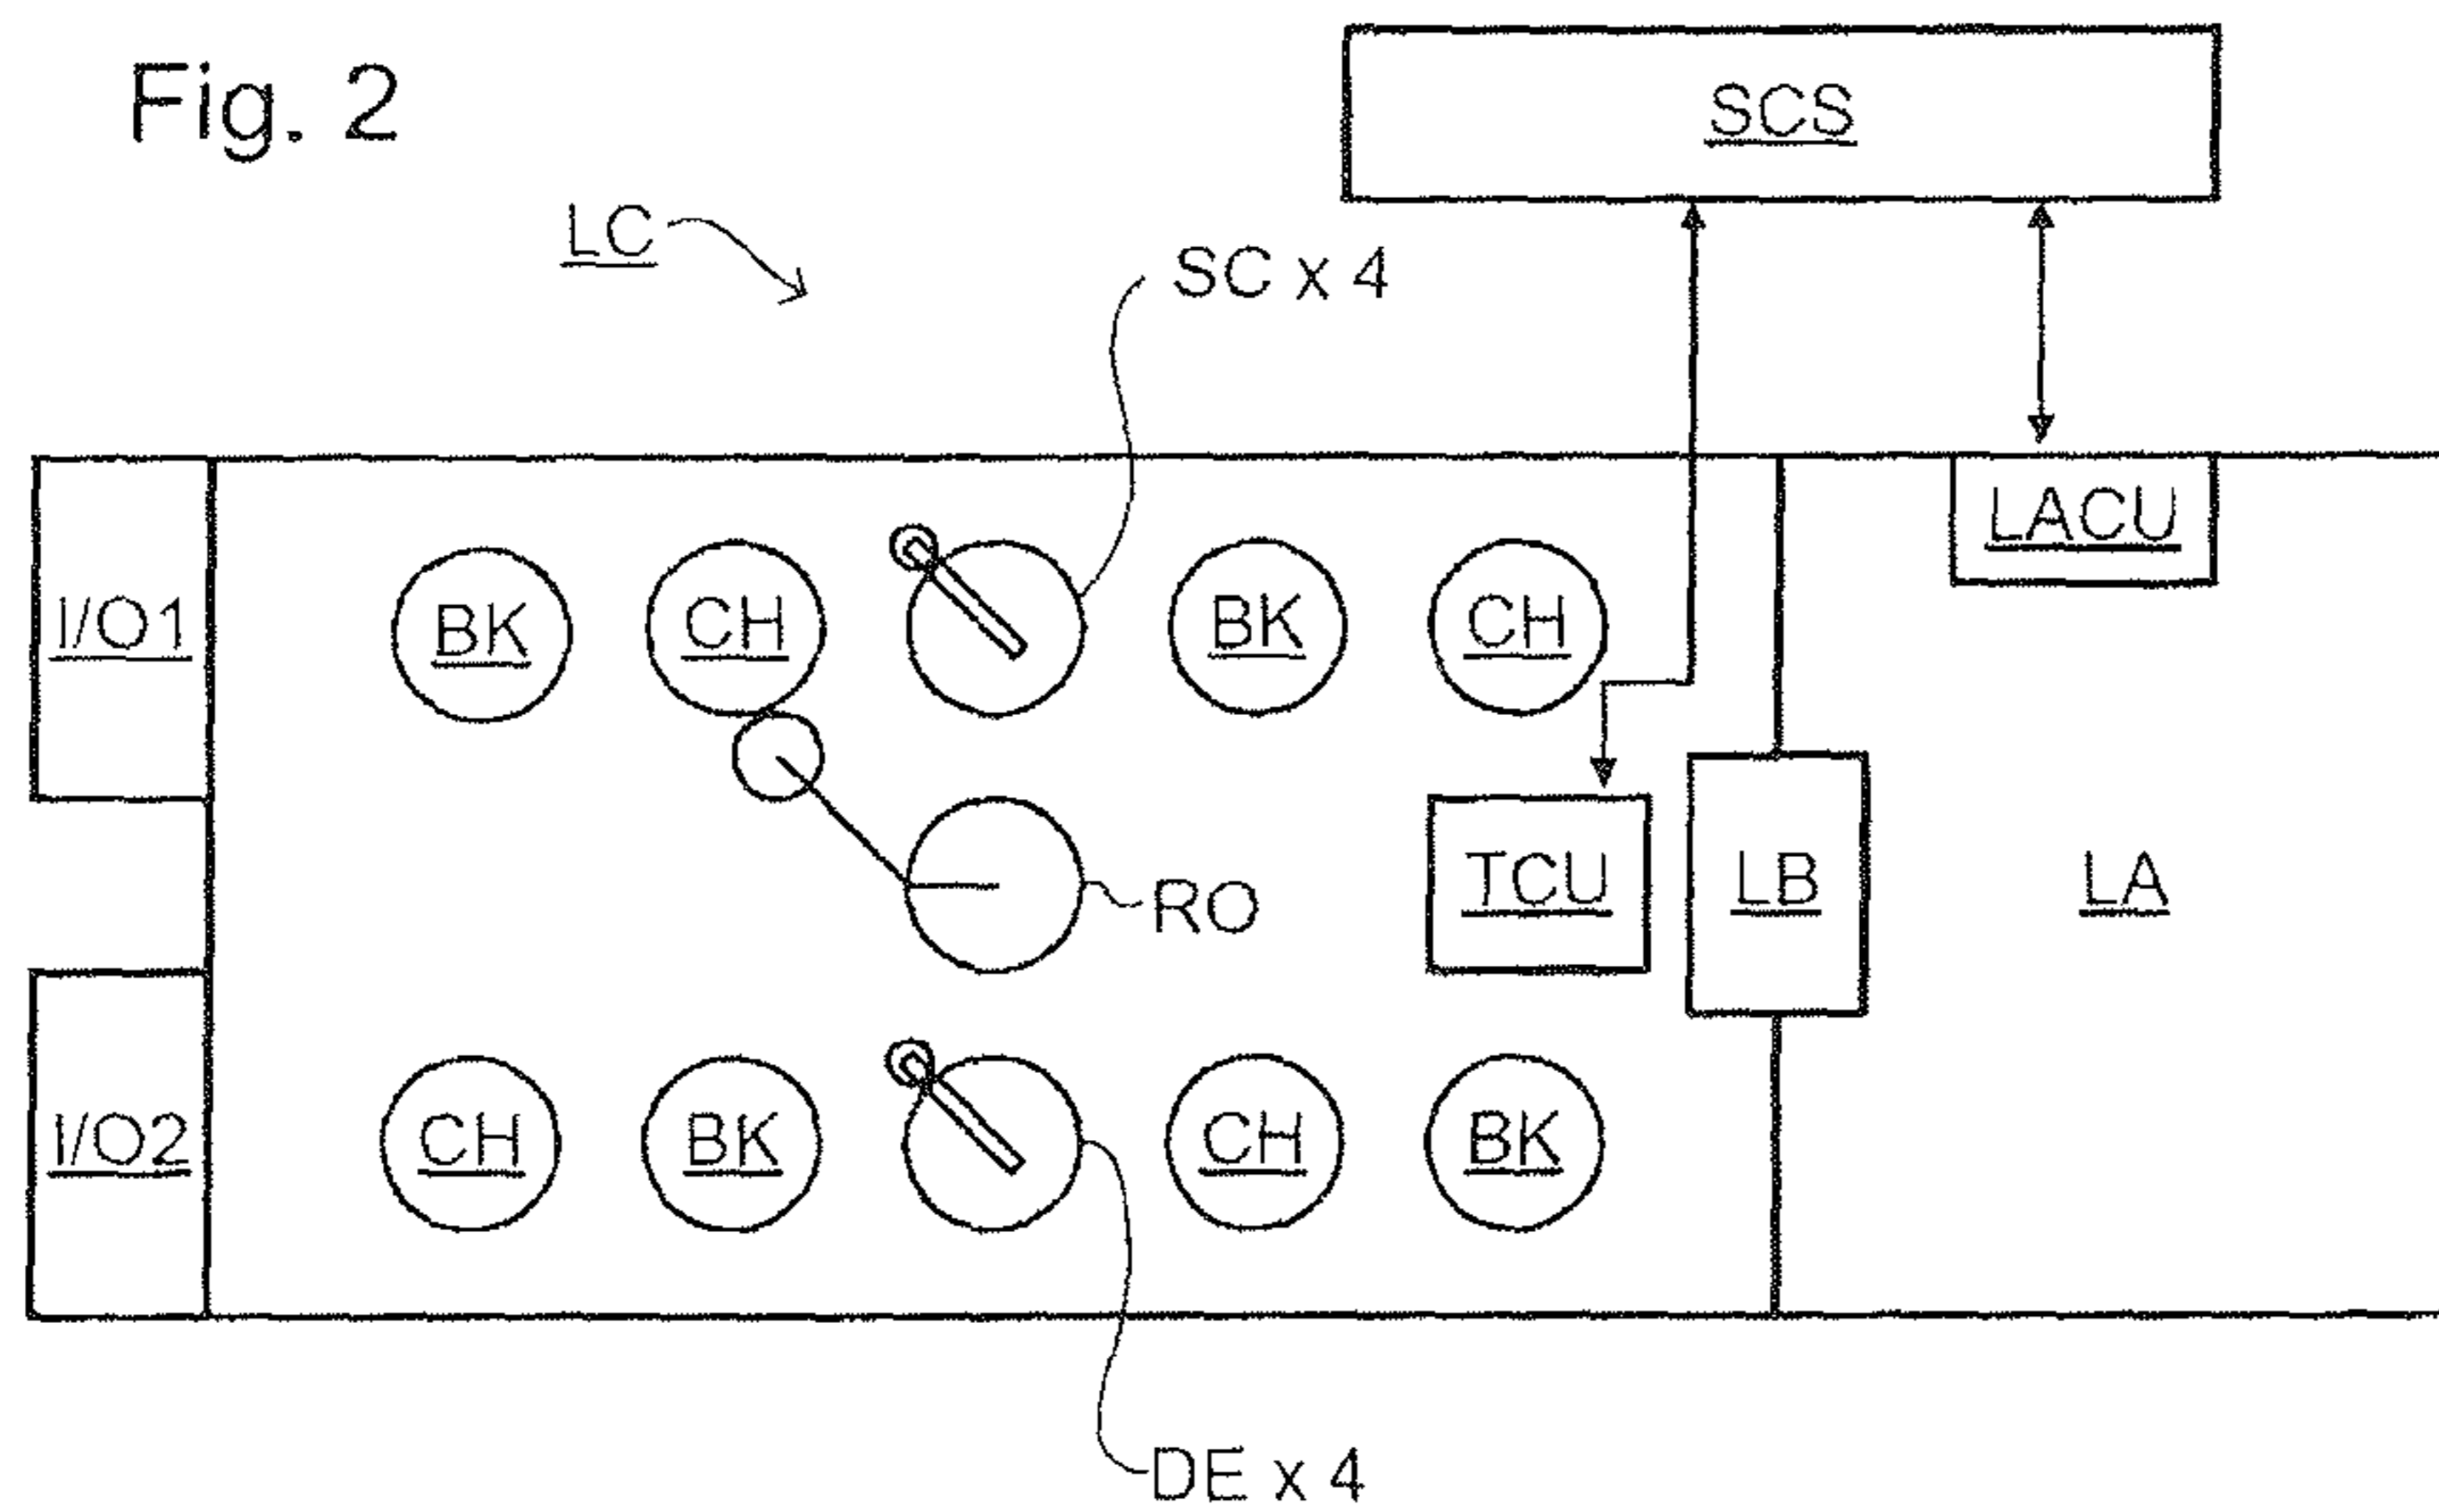 Fig. 2
SCS
LC
SC x 4
LACU
I/O1
BK
CH
BK
CH
RO
TCU
LB
LA
I/O2
CH
BK
CH
BK
DE x 4